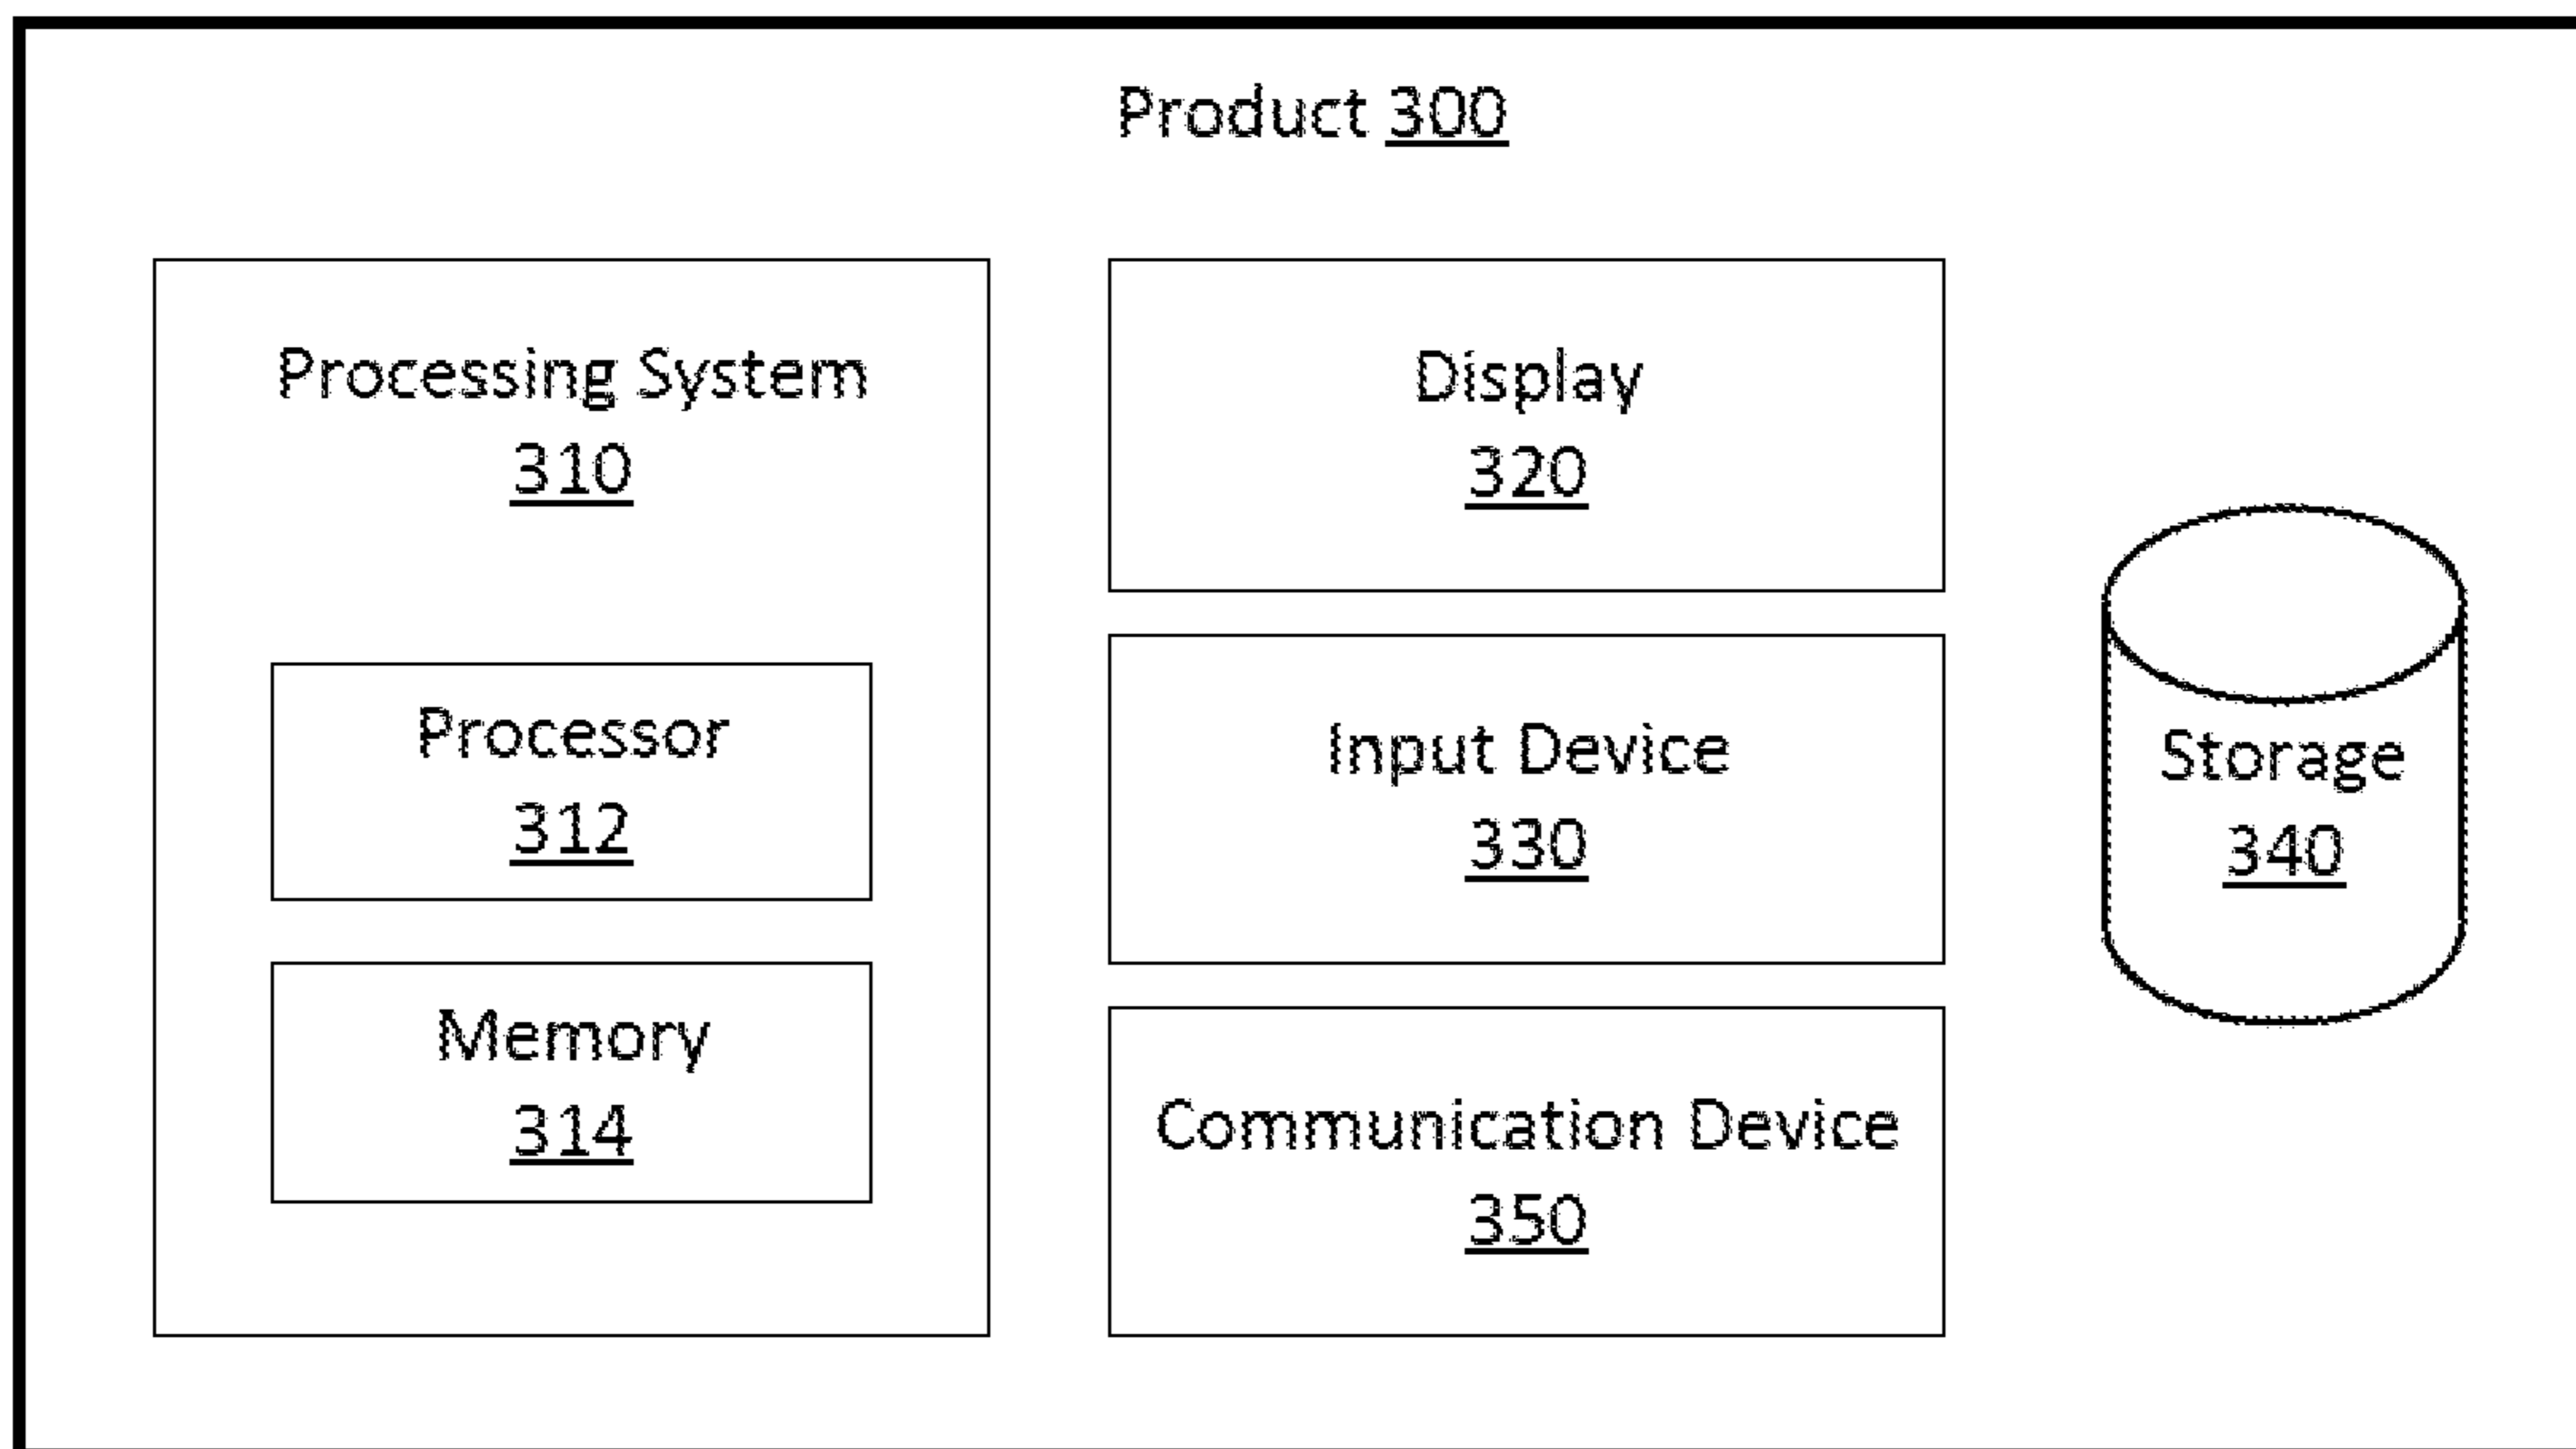 Product 300
Processing System
310
Processor
312
Memory
314
Display
320
Input Device
330
Communication Device
350
Storage
340